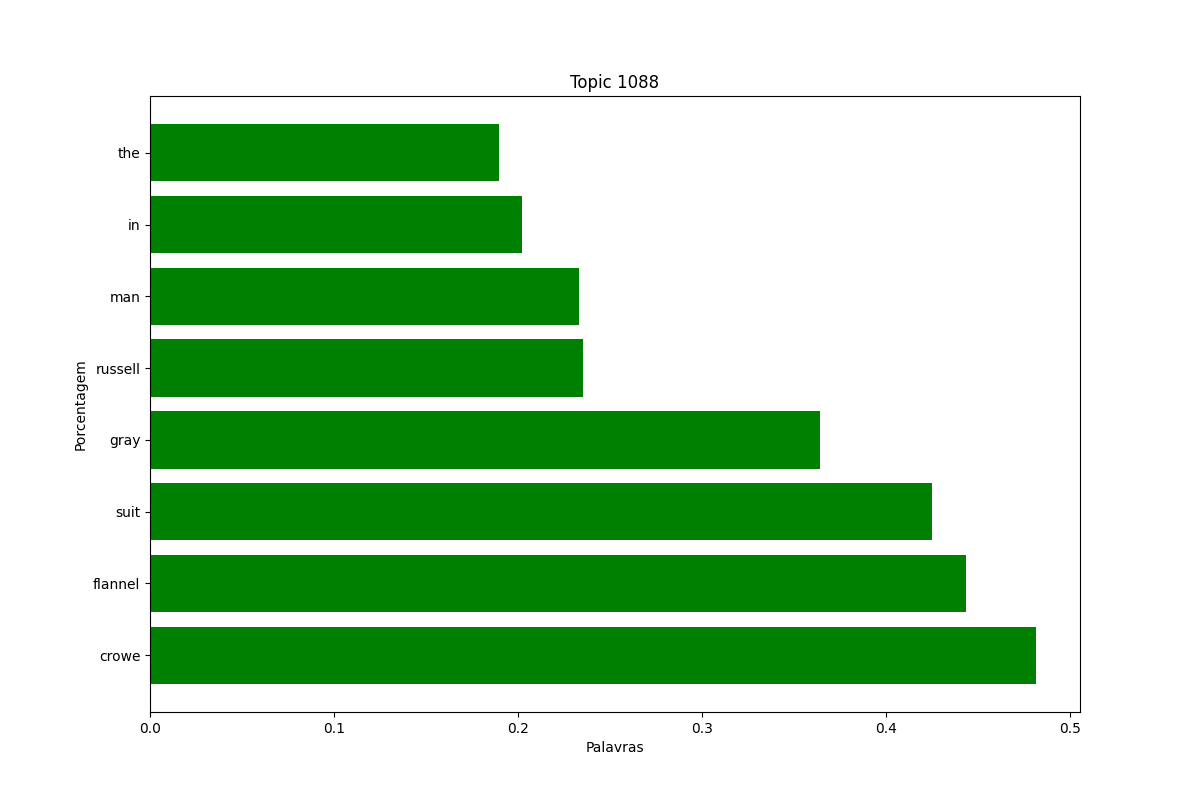 Topic 1088
the
in
man
russell
gray
suit
flannel
crowe
Porcentagem
0.0 0.1 0.2 0.3 0.4 0.5
Palavras